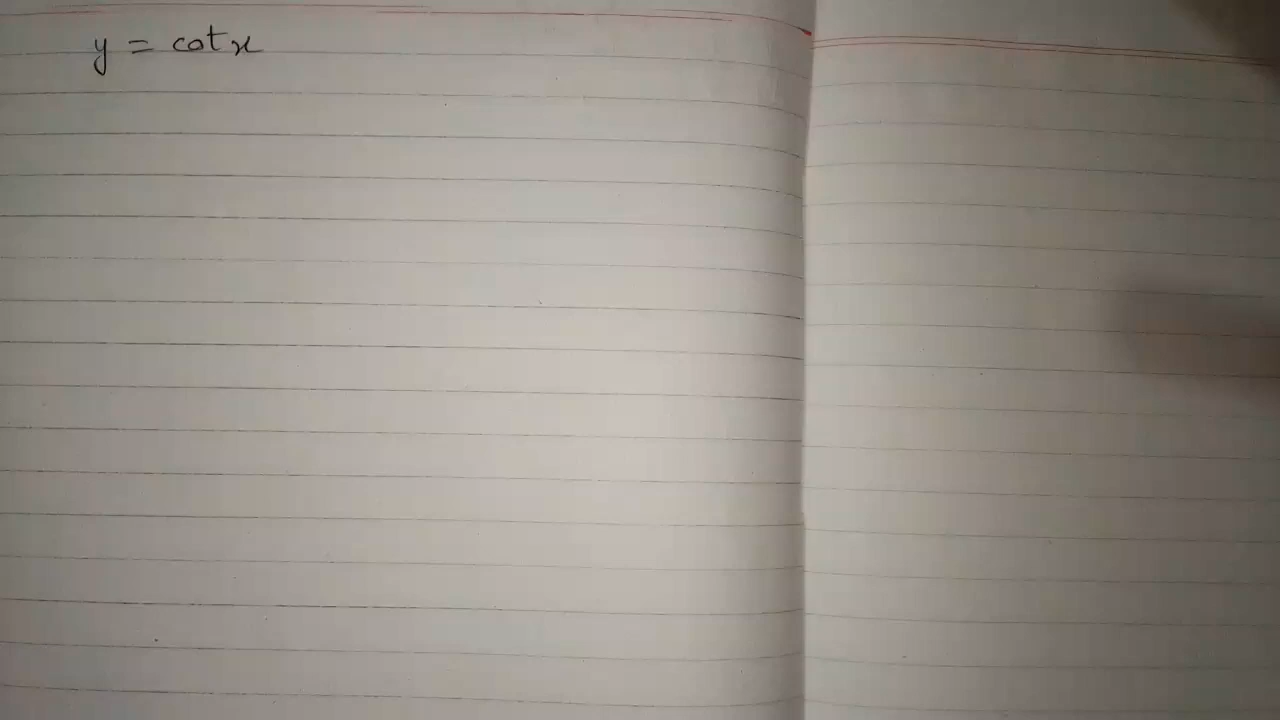 y = cot x